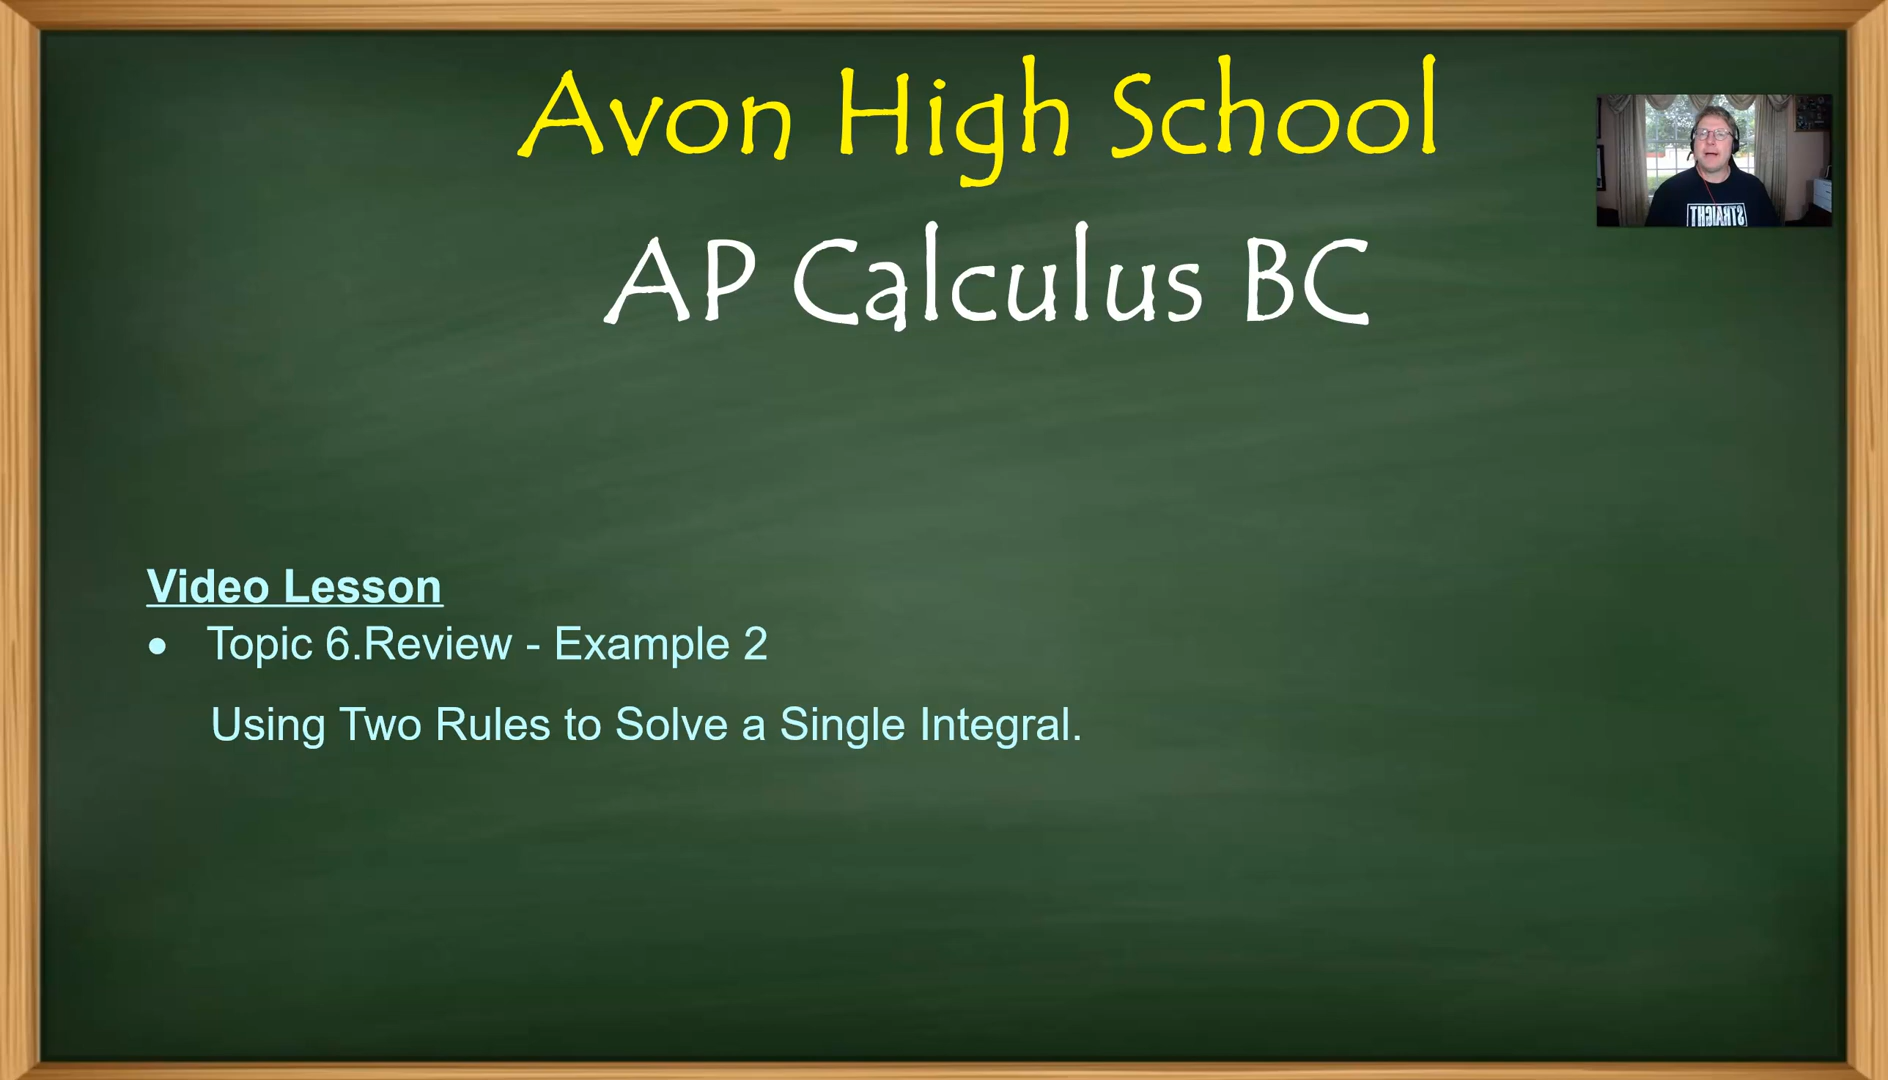 Avon High School
AP Calculus BC
STRAIGHT
Video Lesson
• Topic 6.Review - Example 2
Using Two Rules to Solve a Single Integral.